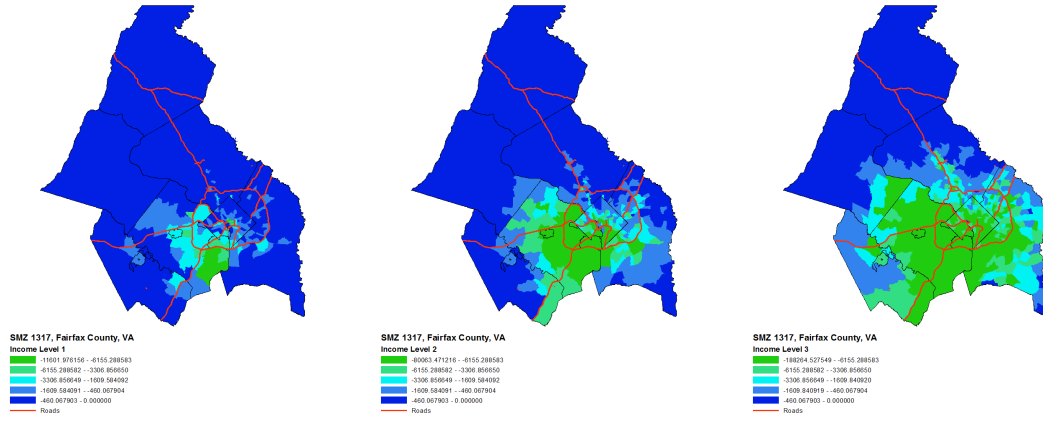 SMZ 1317, Fairfax County, VA
Income Level 1
-11601.976156 - -6155.288583
-6155.288582 - -3306.856650
-3306.856649 - -1609.584092
-1609.584091 - -460.067904
-460.067903 - 0.000000
Roads
SMZ 1317, Fairfax County, VA
Income Level 2
-80063.471216 - -6155.288583
-6155.288582 - -3306.856650
-3306.856649 - -1609.584092
-1609.584091 - -460.067904
-460.067903 - 0.000000
Roads
SMZ 1317, Fairfax County, VA
Income Level 3
-188264.527549 - -6155.288583
-6155.288582 - -3306.856650
-3306.856649 - -1609.840920
-1609.840919 - -460.067904
-460.067903 - 0.000000
Roads